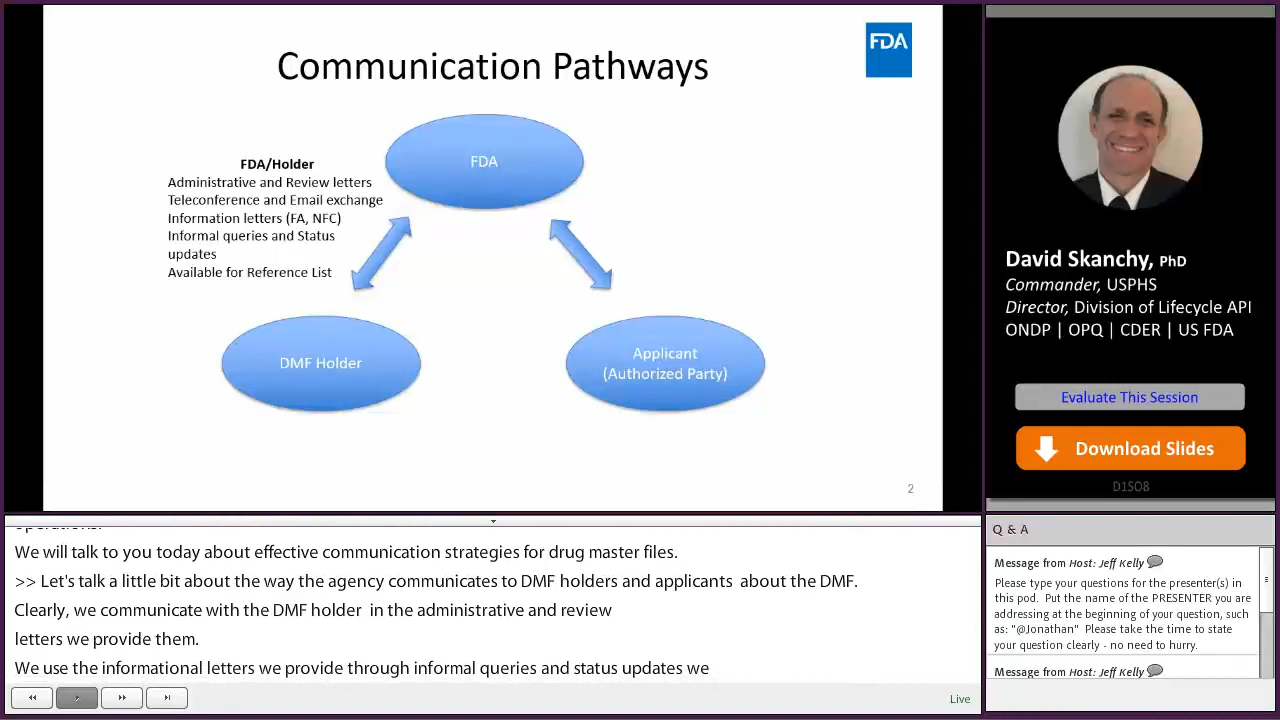 Communication Pathways
FDA
FDA
FDA/Holder
Administrative and Review letters
Teleconference and Email exchange
Information letters (FA, NFC)
Informal queries and Status
updates
Available for Reference List
DMF Holder
Applicant
(Authorized Party)
2
David Skanchy, PhD
Commander, USPHS
Director, Division of Lifecycle API
ONDP | OPQ | CDER | US FDA
Evaluate This Session
Download Slides
D1S08
We will talk to you today about effective communication strategies for drug master files.
>> Let's talk a little bit about the way the agency communicates to DMF holders and applicants about the DMF.
Clearly, we communicate with the DMF holder in the administrative and review
letters we provide them.
We use the informational letters we provide through informal queries and status updates we
Live
Q & A
Message from Host: Jeff Kelly
Please type your questions for the presenter(s) in
this pod. Put the name of the PRESENTER you are
addressing at the beginning of your question, such
as: "@Jonathan" Please take the time to state
your question clearly - no need to hurry.
Message from Host: Jeff Kelly